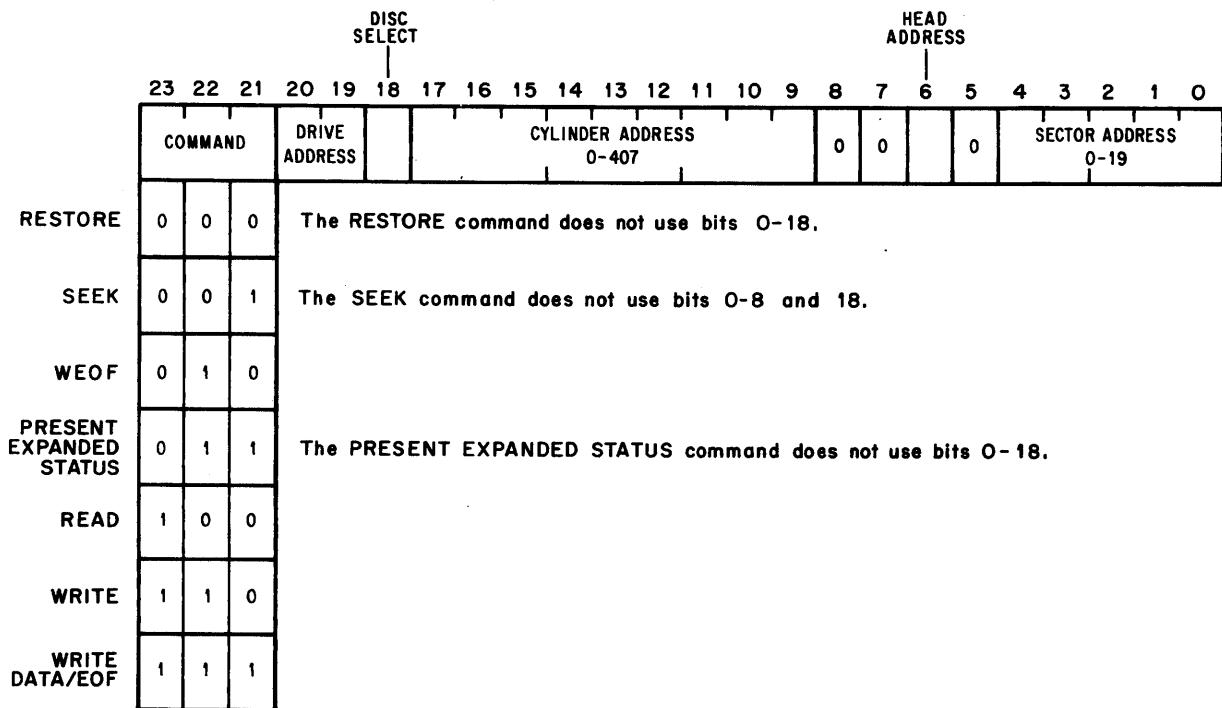 DISC
SELECT
HEAD
ADDRESS
23 22 21 20 19 18 17 16 15 14 13 12 11 10 9 8 7 6 5 4 3 2 1 0
COMMAND
DRIVE
ADDRESS
CYLINDER ADDRESS
0-407
0 0 0
SECTOR ADDRESS
0-19
RESTORE 0 0 0 The RESTORE command does not use bits 0-18.
SEEK 0 0 1 The SEEK command does not use bits 0-8 and 18.
WEOF 0 1 0
PRESENT
EXPANDED
STATUS
0 1 1 The PRESENT EXPANDED STATUS command does not use bits 0-18.
READ 1 0 0
WRITE 1 1 0
WRITE
DATA/EOF
1 1 1